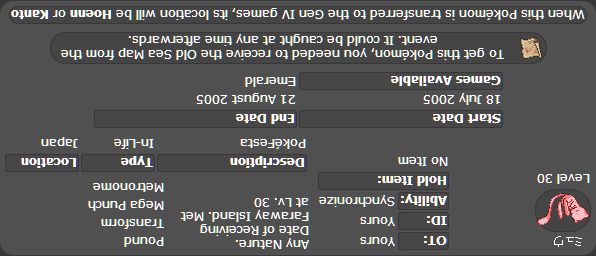 ミュウ
Level 30
OT: Yours
ID: Yours
Ability: Synchronize
Hold Item:
No Item
Any Nature.
Date of Receiving
Faraway Island. Met
at Lv. 30
Pound
Transform
Mega Punch
Metronome
Description Type Location
PokéFesta In-Life Japan
Start Date End Date
18 July 2005 21 August 2005
Games Available Emerald
To get this Pokémon, you needed to receive the Old Sea Map from the
event. It could be caught at any time afterwards.
When this Pokémon is transferred to the Gen IV games, its location will be Hoenn or Kanto